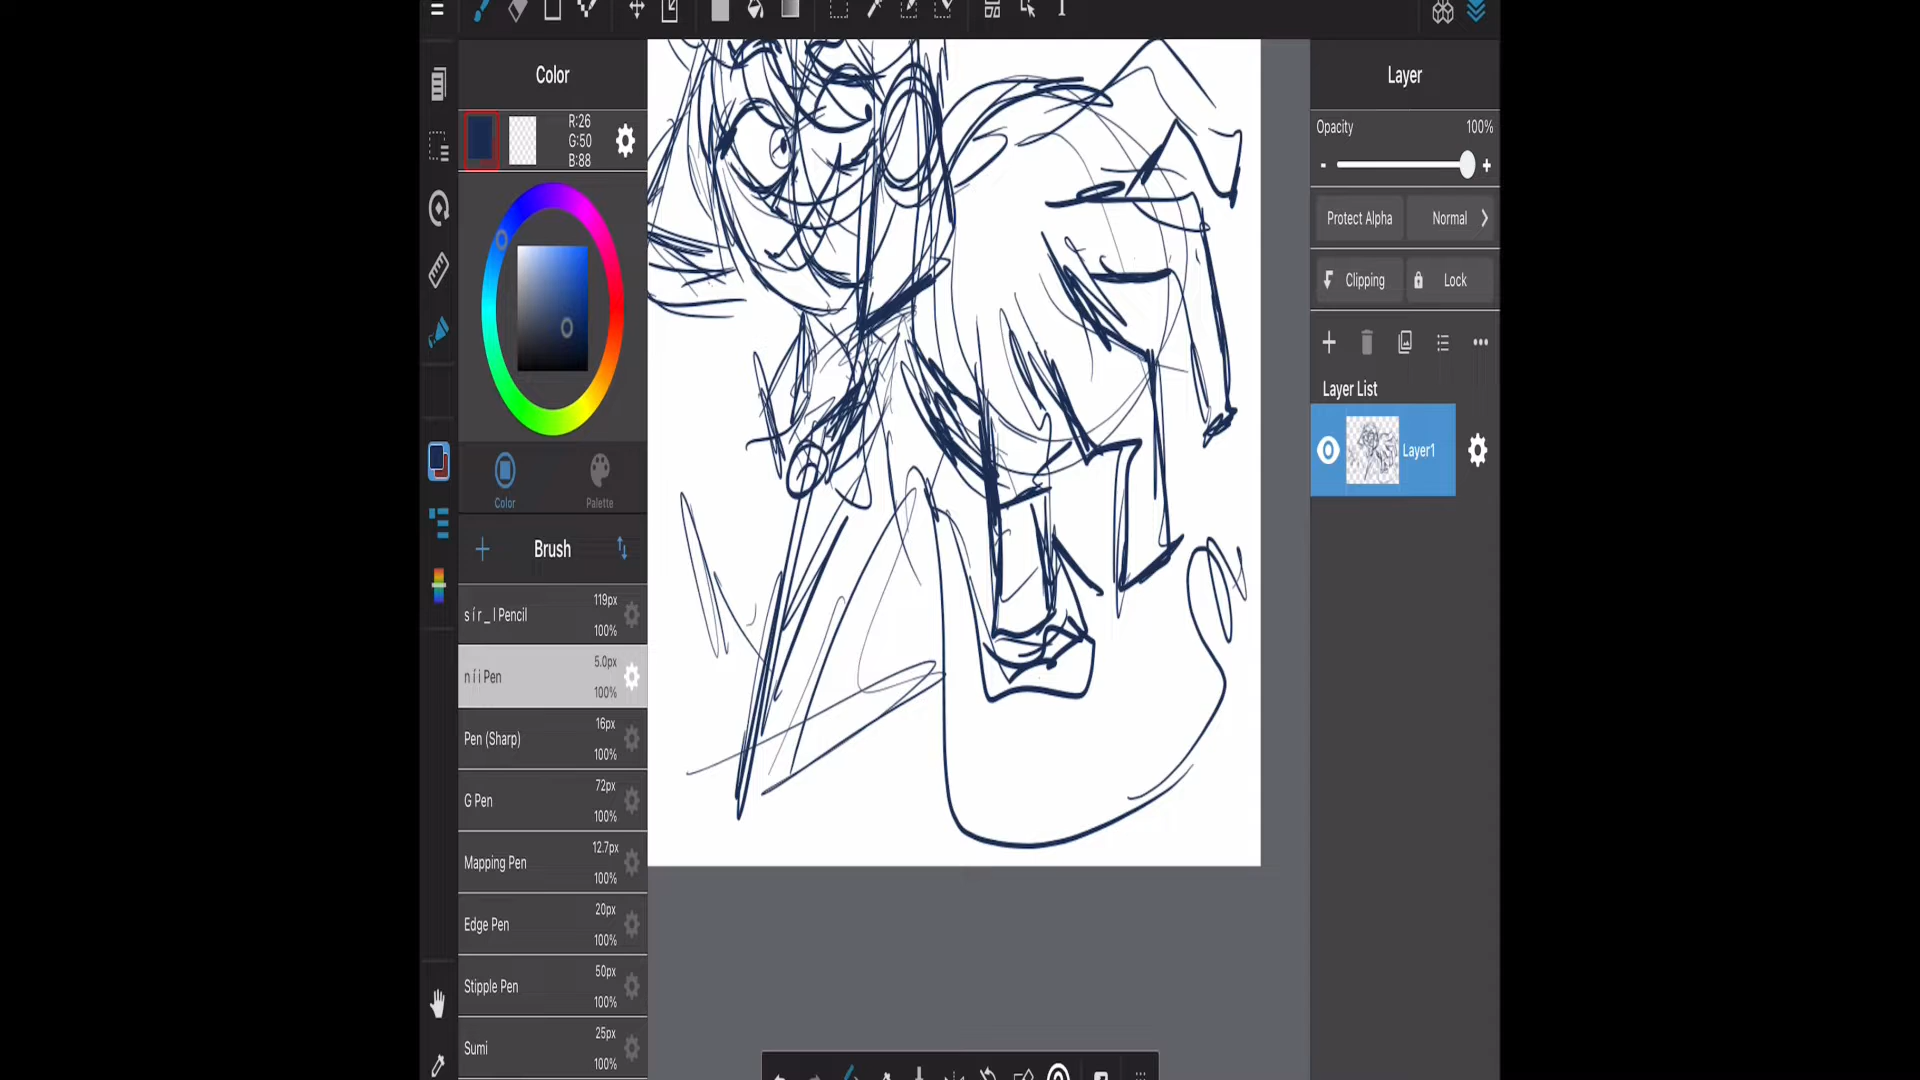 Color
R:26
G:50
B:88
Color
Palette
Brush
119px
sír_l Pencil
100%
5.0px
níi Pen
100%
16px
Pen (Sharp)
100%
72px
G Pen
100%
12.7px
Mapping Pen
100%
20px
Edge Pen
100%
50px
Stipple Pen
100%
25px
Sumi
100%
Layer
Opacity 100%
- +
Protect Alpha Normal
Clipping Lock
Layer List
Layer1